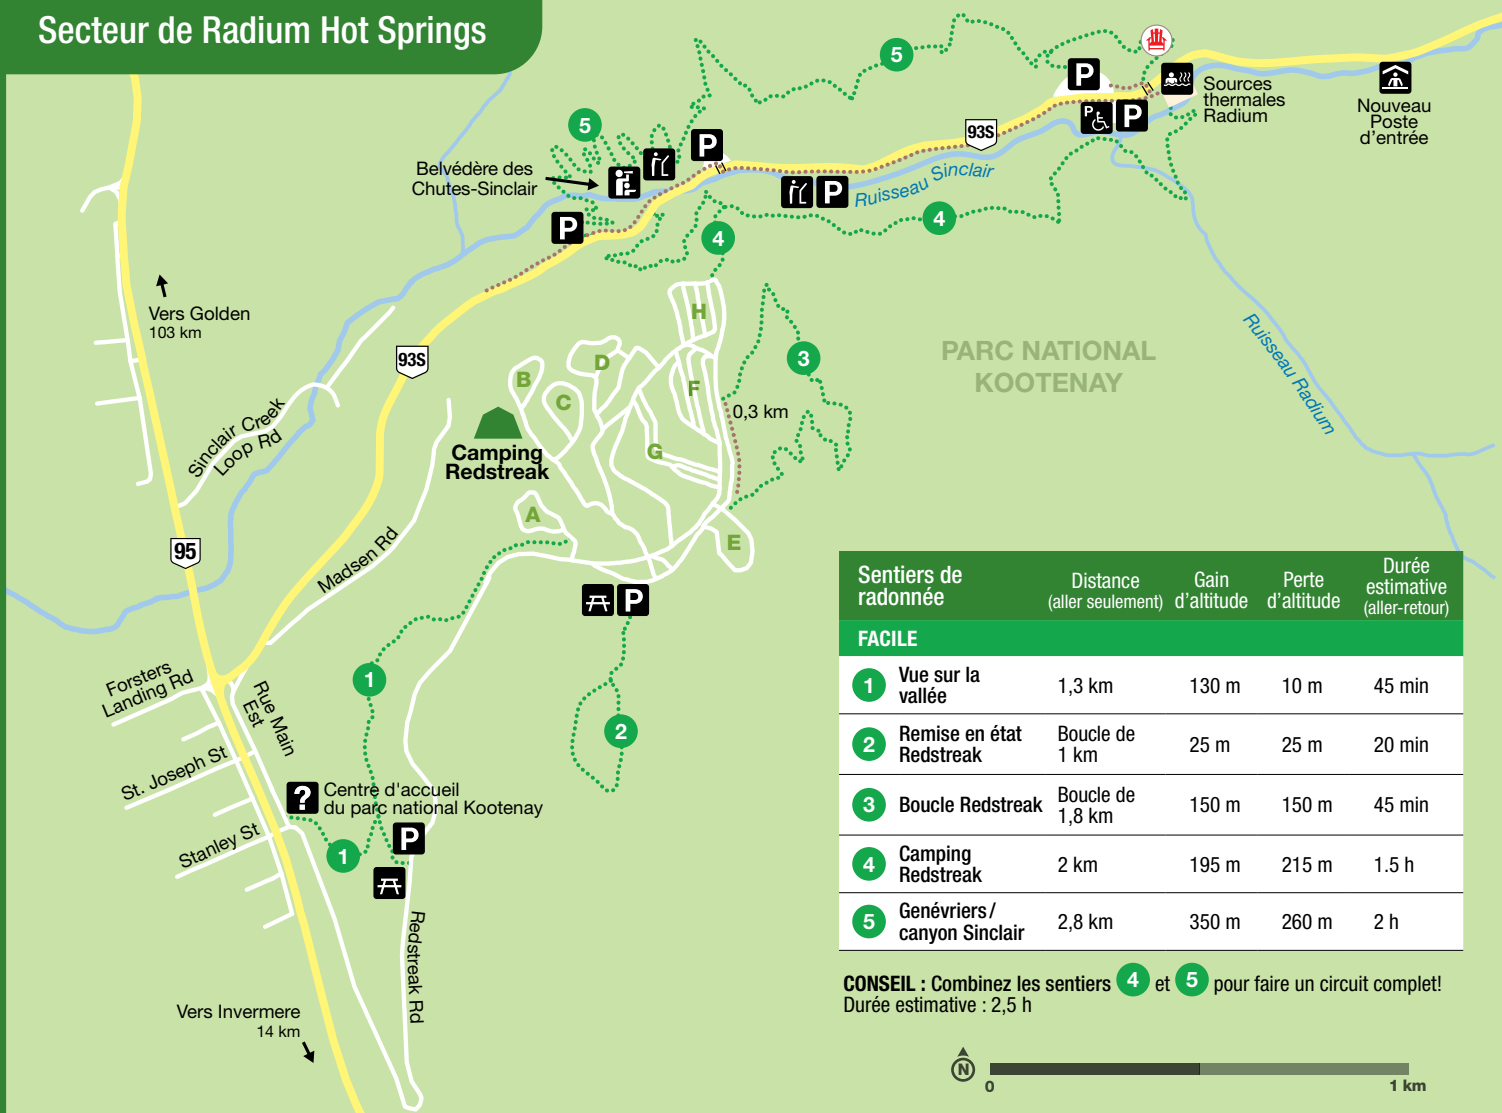 Secteur de Radium Hot Springs
5
5
P
P
Sources
thermales
Radium
P
P
Nouveau
Poste
d'entrée
93S
P
Belvédère des
Chutes-Sinclair
P
Ruisseau Sinclair
P
4
4
Vers Golden
103 km
93S
H
D
B
C
F
G
A
E
3
0,3 km
PARC NATIONAL
KOOTENAY
Ruisseau Radium
Camping
Redstreak
Sinclair Creek
Loop Rd
95
Madsen Rd
P
Forsters
Landing Rd
Rue Main
Est
1
2
St. Joseph St
?
Centre d'accueil
du parc national Kootenay
Stanley St
1
P
Redstreak Rd
Vers Invermere
14 km
Sentiers de
radonnée
Distance
(aller seulement)
Gain
d'altitude
Perte
d'altitude
Durée
estimative
(aller-retour)
FACILE
1 Vue sur la
vallée
1,3 km 130 m 10 m 45 min
2 Remise en état
Redstreak
Boucle de
1 km
25 m 25 m 20 min
3 Boucle Redstreak
Boucle de
1,8 km
150 m 150 m 45 min
4 Camping
Redstreak
2 km 195 m 215 m 1.5 h
5 Genévriers/
canyon Sinclair
2,8 km 350 m 260 m 2 h
CONSEIL : Combinez les sentiers 4 et 5 pour faire un circuit complet!
Durée estimative : 2,5 h
N
0 1 km